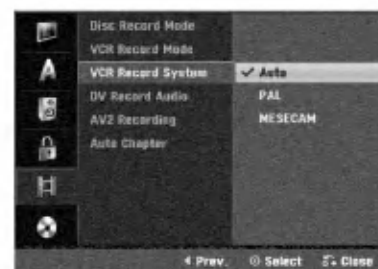 Disc Record Mode
VCR Record Mode
VCR Record System
✓ Auto
DV Record Audio
PAL
AV2 Recording
MESECAM
Auto Chapter
A
◄ Prev.
⊙ Select
Close